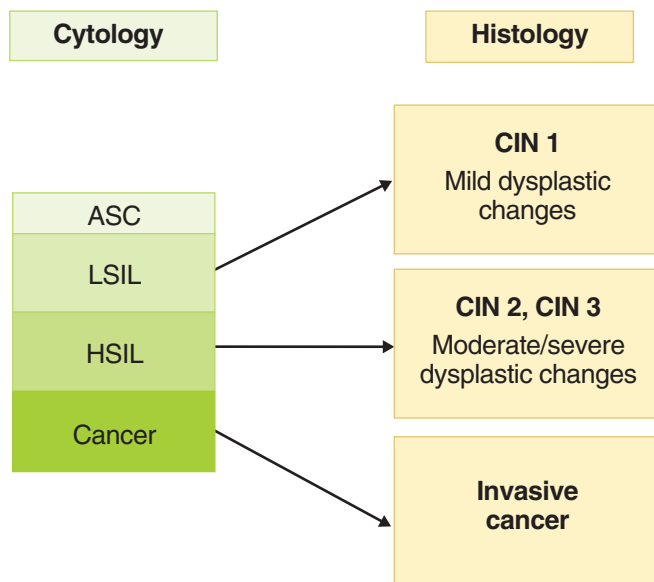 Cytology
Histology
ASC
LSIL
HSIL
Cancer
CIN 1
Mild dysplastic
changes
CIN 2, CIN 3
Moderate/severe
dysplastic changes
Invasive
cancer